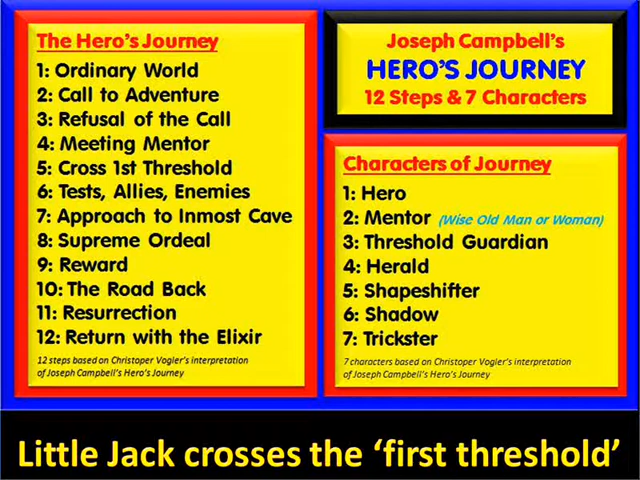 The Hero's Journey
1: Ordinary World
2: Call to Adventure
3: Refusal of the Call
4: Meeting Mentor
5: Cross 1st Threshold
6: Tests, Allies, Enemies
7: Approach to Inmost Cave
8: Supreme Ordeal
9: Reward
10: The Road Back
11: Resurrection
12: Return with the Elixir
12 steps based on Christoper Vogler's interpretation
of Joseph Campbell's Hero's Journey
Joseph Campbell's
HERO'S JOURNEY
12 Steps & 7 Characters
Characters of Journey
1: Hero
2: Mentor (Wise Old Man or Woman)
3: Threshold Guardian
4: Herald
5: Shapeshifter
6: Shadow
7: Trickster
7 characters based on Christoper Vogler's interpretation
of Joseph Campbell's Hero's Journey
Little Jack crosses the ‘first threshold’